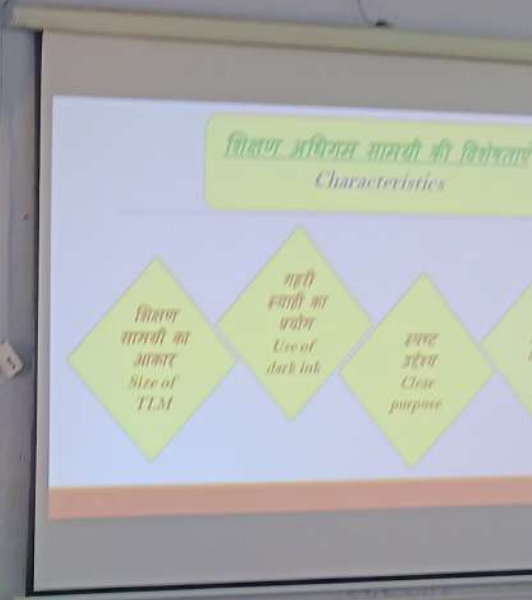 शिक्षण अधिगम सामग्री की विशेषताएं
Characteristics
शिक्षण
सामग्री का
आकार
Size of
TLM
गहरी
स्याही का
प्रयोग
Use of
dark ink
स्पष्ट
उद्देश्य
Clear
purpose